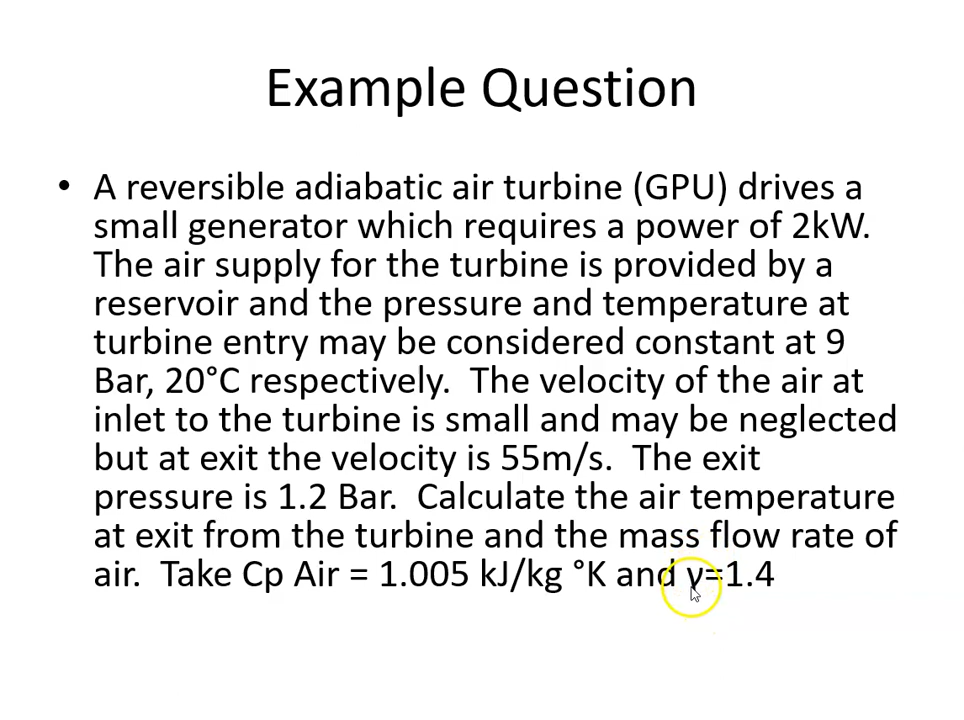 Example Question
• A reversible adiabatic air turbine (GPU) drives a
small generator which requires a power of 2kW.
The air supply for the turbine is provided by a
reservoir and the pressure and temperature at
turbine entry may be considered constant at 9
Bar, 20°C respectively.  The velocity of the air at
inlet to the turbine is small and may be neglected
but at exit the velocity is 55m/s.  The exit
pressure is 1.2 Bar.  Calculate the air temperature
at exit from the turbine and the mass flow rate of
air.  Take Cp Air = 1.005 kJ/kg °K and γ=1.4